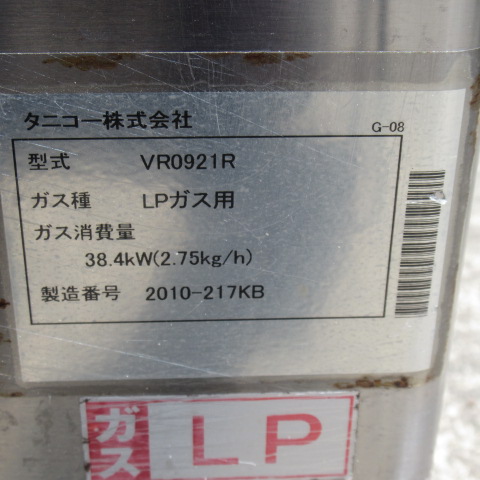 タニコー株式会社
G-08
型式 VR0921R
ガス種 LPガス用
ガス消費量
38.4kW(2.75kg/h)
製造番号 2010-217KB
ガス LP